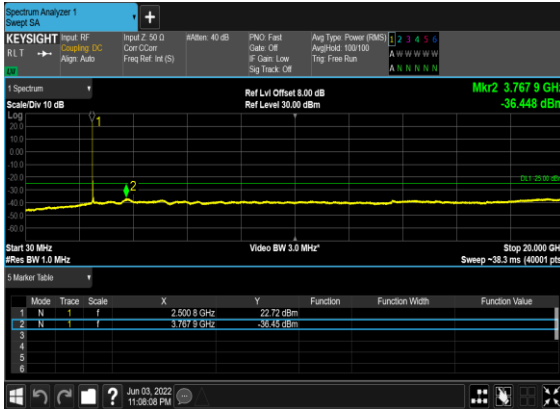 Spectrum Analyzer 1
Swept SA
+
KEYSIGHT Input: RF Input Z: 50 Ω #Atten: 40 dB PNO: Fast Avg Type: Power (RMS) 1 2 3 4 5 6
RLT Coupling: DC Corr CCorr Gate: Off Avg|Hold: 100/100 A W W W W W
Align: Auto Freq Ref: Int (S) IF Gain: Low Trig: Free Run
Sig Track: Off A N N N N N
1 Spectrum Ref Lvl Offset 8.00 dB Mkr2 3.767 9 GHz
Scale/Div 10 dB Ref Level 30.00 dBm -36.448 dBm
Log
20.0
10.0
0.00
-10.0
-20.0
-30.0
-40.0
-50.0
-60.0
1
2
DL1 -25.00 dBm
Start 30 MHz Video BW 3.0 MHz* Stop 20.000 GH
#Res BW 1.0 MHz Sweep ~38.3 ms (40001 pts
5 Marker Table
Mode Trace Scale X Y Function Function Width Function Value
1 N 1 f 2.500 8 GHz 22.72 dBm
2 N 1 f 3.767 9 GHz -36.45 dBm
3
4
5
6
? Jun 03, 2022
11:08:08 PM